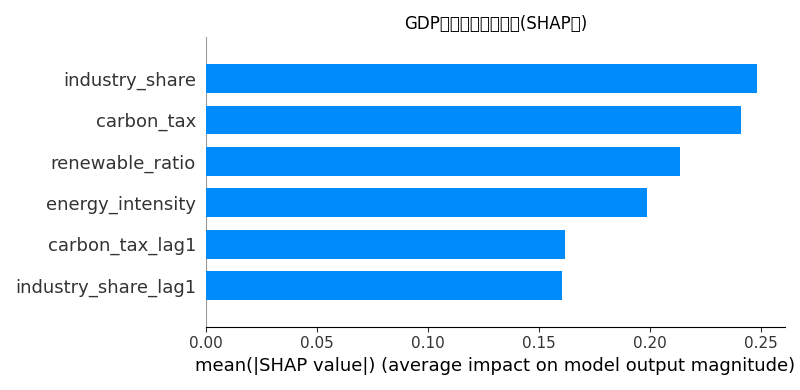 GDP(SHAP)
industry_share
carbon_tax
renewable_ratio
energy_intensity
carbon_tax_lag1
industry_share_lag1
0.00 0.05 0.10 0.15 0.20 0.25
mean(|SHAP value|) (average impact on model output magnitude)